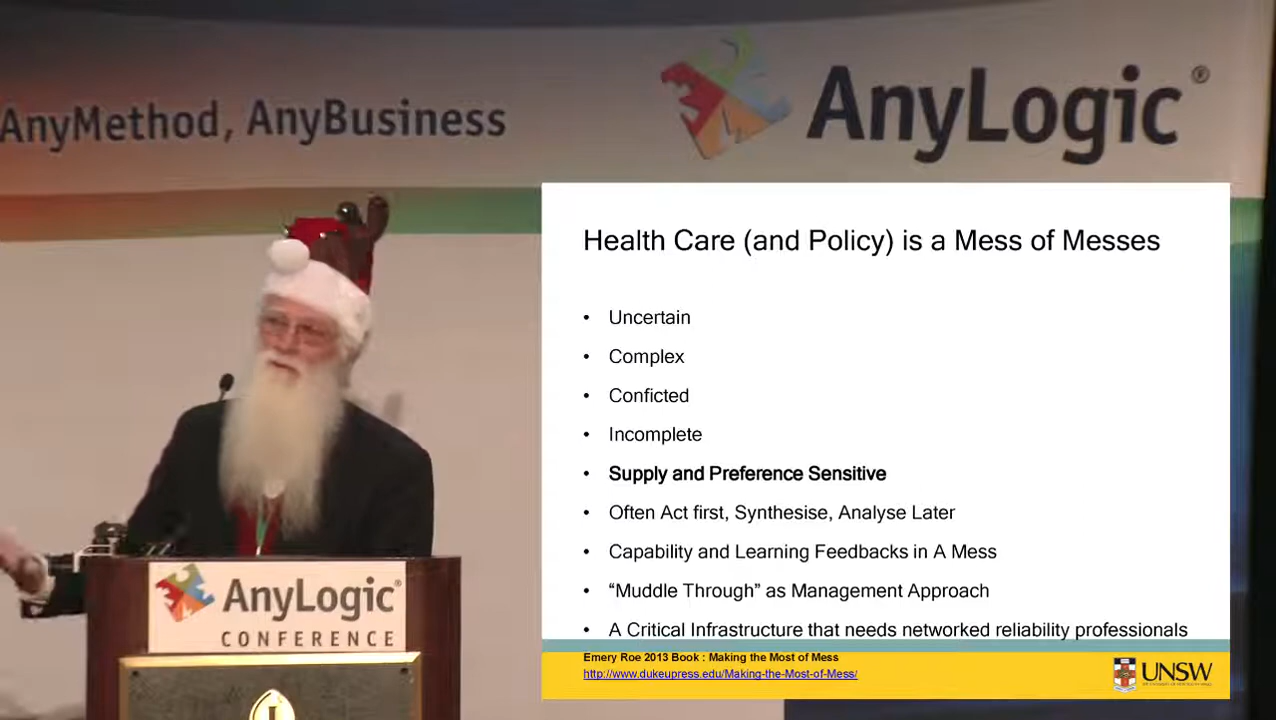 AnyMethod, AnyBusiness
AnyLogic®
Health Care (and Policy) is a Mess of Messes
• Uncertain
• Complex
• Conficted
• Incomplete
• Supply and Preference Sensitive
• Often Act first, Synthesise, Analyse Later
• Capability and Learning Feedbacks in A Mess
• “Muddle Through” as Management Approach
• A Critical Infrastructure that needs networked reliability professionals
Emery Roe 2013 Book : Making the Most of Mess
http://www.dukeupress.edu/Making-the-Most-of-Mess/
UNSW
AnyLogic®
CONFERENCE